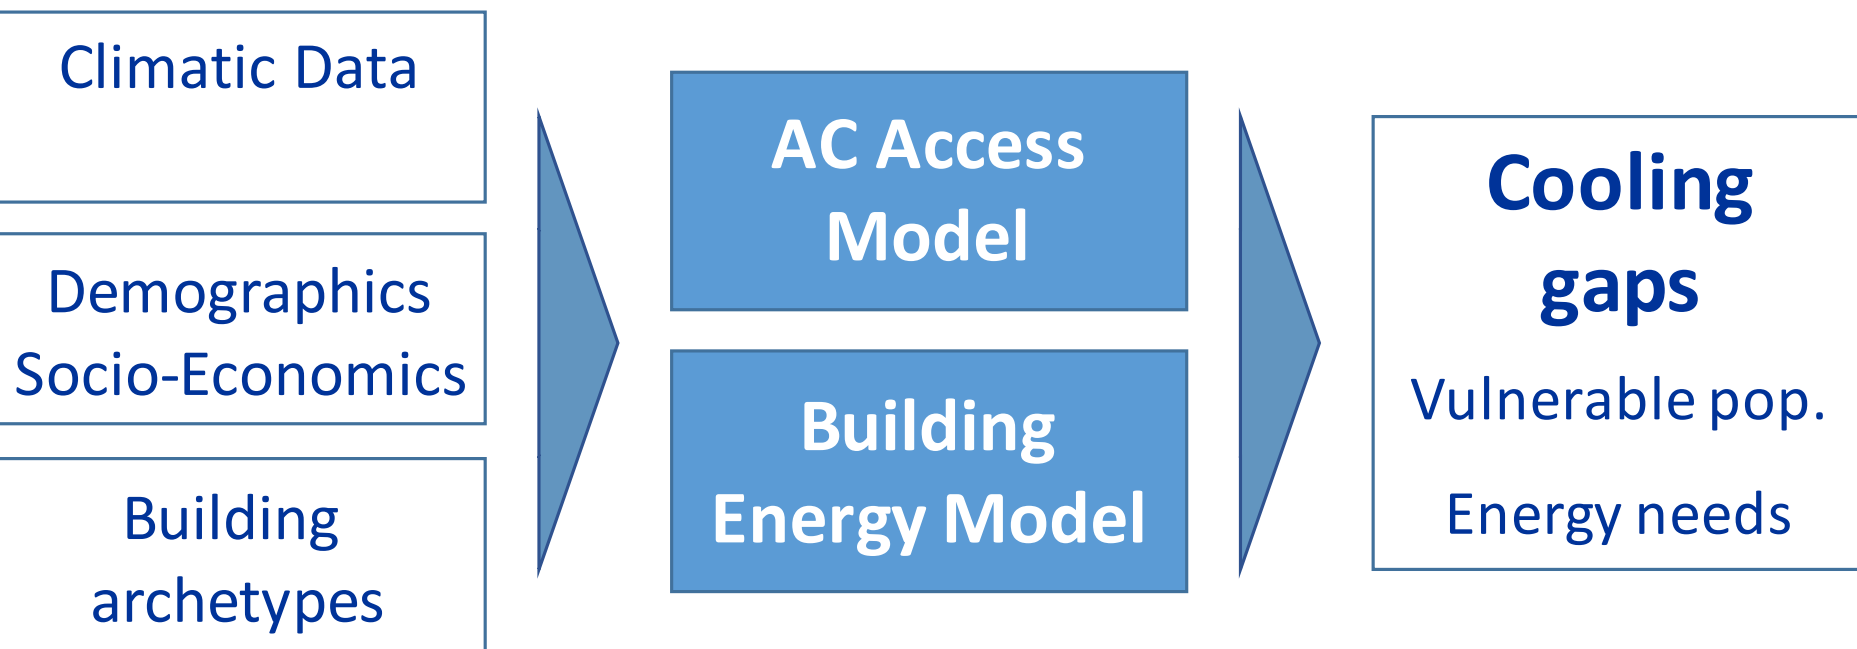 Climatic Data
Demographics
Socio-Economics
Building
archetypes
AC Access
Model
Building
Energy Model
Cooling
gaps
Vulnerable pop.
Energy needs